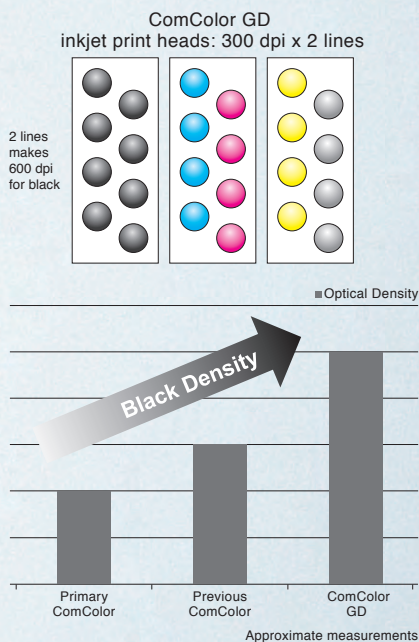 ComColor GD
inkjet print heads: 300 dpi x 2 lines
2 lines
makes
600 dpi
for black
Optical Density
Black Density
Primary
ComColor
Previous
ComColor
ComColor
GD
Approximate measurements